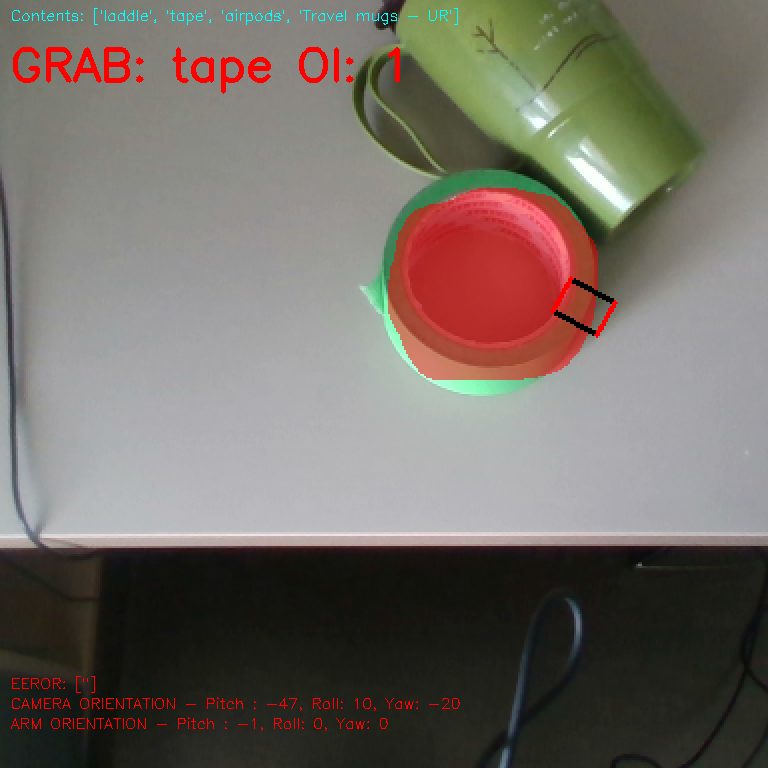 Contents: ['laddle', 'tape', 'airpods', 'Travel mugs - UR']
GRAB: tape OI: 1
EEROR: ['']
CAMERA ORIENTATION - Pitch : -47, Roll: 10, Yaw: -20
ARM ORIENTATION - Pitch : -1, Roll: 0, Yaw: 0